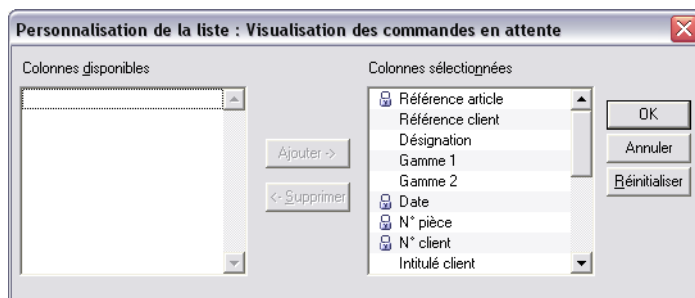 Personnalisation de la liste : Visualisation des commandes en attente
Colonnes disponibles
Colonnes sélectionnées
Référence article
Référence client
Désignation
Gamme 1
Gamme 2
Date
N° pièce
N° client
Intitulé client
Ajouter ->
<- Supprimer
OK
Annuler
Réinitialiser